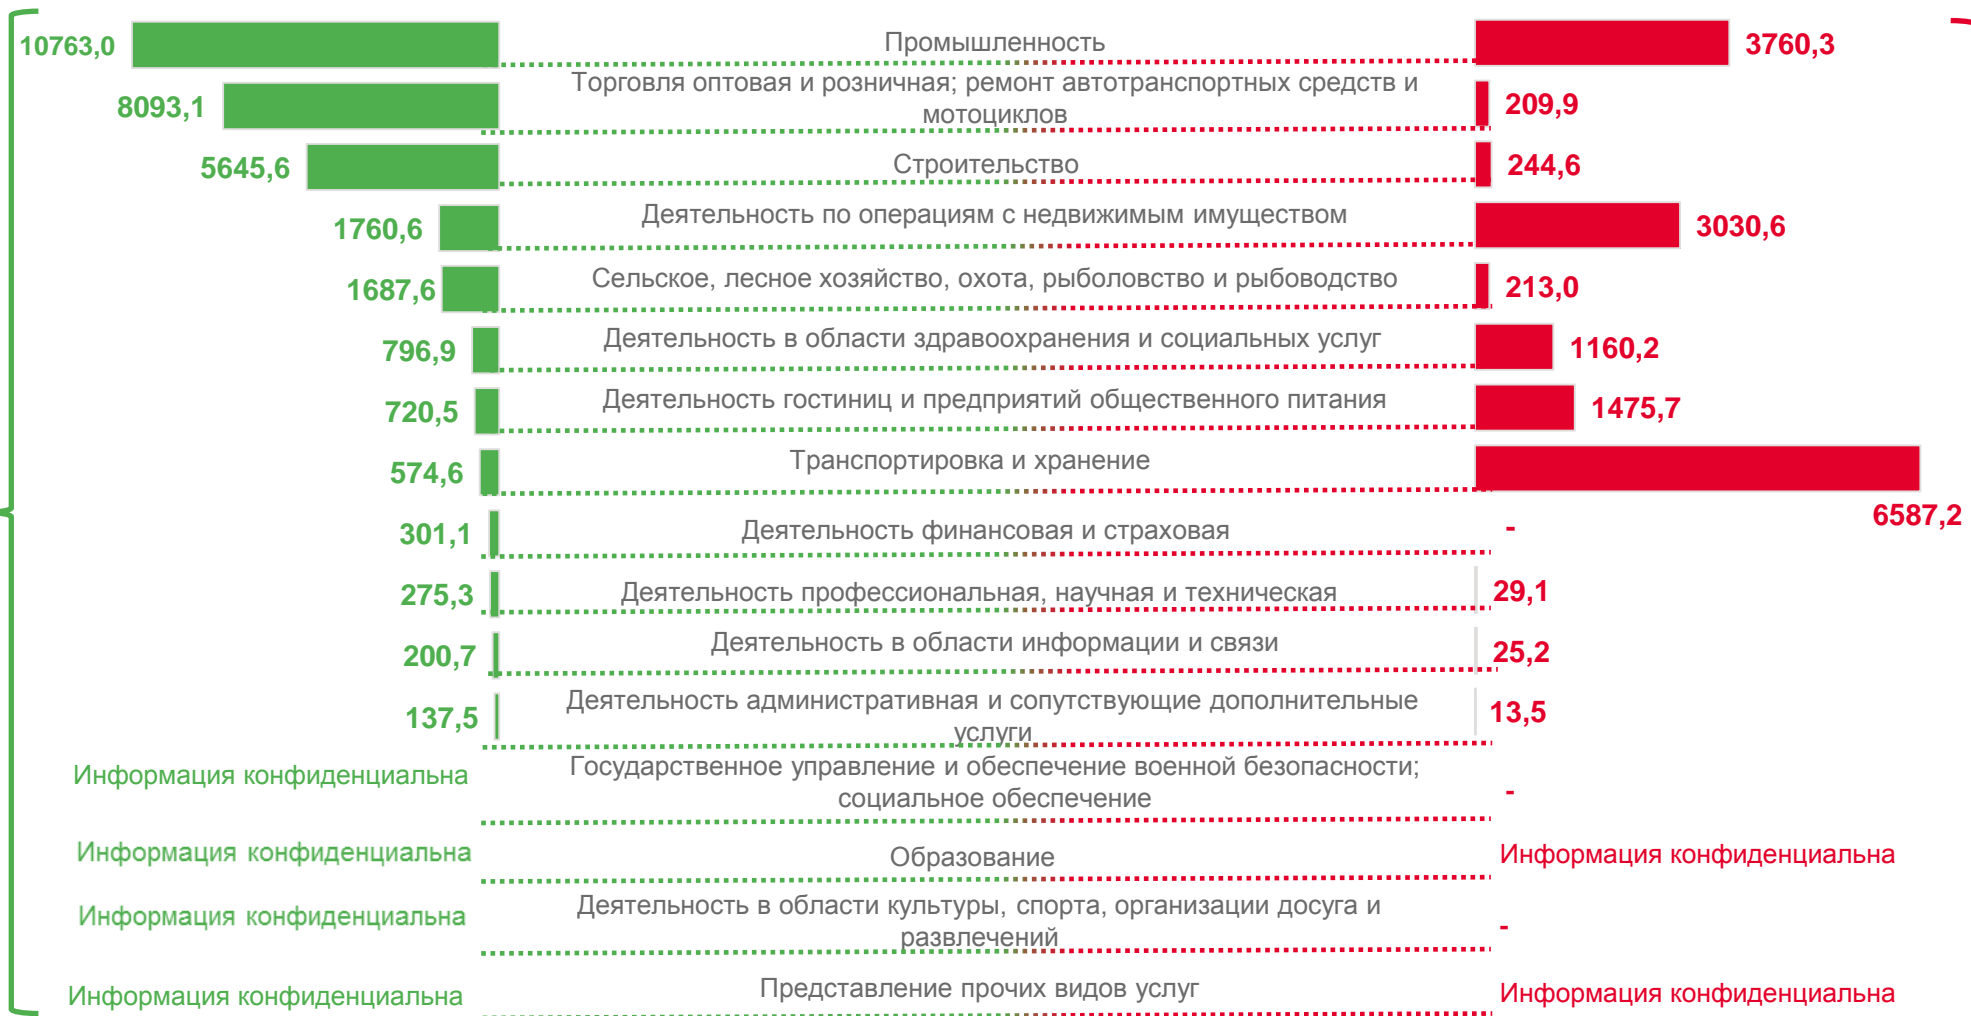 10763,0
Промышленность
3760,3
8093,1
Торговля оптовая и розничная; ремонт автотранспортных средств и
мотоциклов
209,9
5645,6
Строительство
244,6
1760,6
Деятельность по операциям с недвижимым имуществом
3030,6
1687,6
Сельское, лесное хозяйство, охота, рыболовство и рыбоводство
213,0
796,9
Деятельность в области здравоохранения и социальных услуг
1160,2
720,5
Деятельность гостиниц и предприятий общественного питания
1475,7
574,6
Транспортировка и хранение
6587,2
301,1
Деятельность финансовая и страховая
-
275,3
Деятельность профессиональная, научная и техническая
29,1
200,7
Деятельность в области информации и связи
25,2
137,5
Деятельность административная и сопутствующие дополнительные
услуги
13,5
Информация конфиденциальна
Государственное управление и обеспечение военной безопасности;
социальное обеспечение
-
Информация конфиденциальна
Образование
Информация конфиденциальна
Информация конфиденциальна
Деятельность в области культуры, спорта, организации досуга и
развлечений
-
Информация конфиденциальна
Представление прочих видов услуг
Информация конфиденциальна